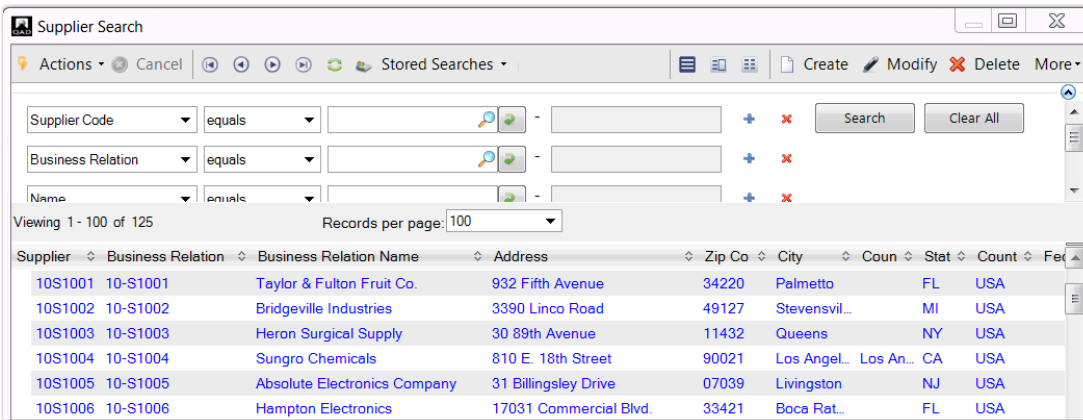 QAD Supplier Search
Actions Cancel Stored Searches Create Modify Delete More
Supplier Code equals - Search Clear All
Business Relation equals -
Name equals -
Viewing 1 - 100 of 125 Records per page: 100
Supplier Business Relation Business Relation Name Address Zip Co City Coun Stat Count Fed
10S1001 10-S1001 Taylor & Fulton Fruit Co. 932 Fifth Avenue 34220 Palmetto FL USA
10S1002 10-S1002 Bridgeville Industries 3390 Linco Road 49127 Stevensvil... MI USA
10S1003 10-S1003 Heron Surgical Supply 30 89th Avenue 11432 Queens NY USA
10S1004 10-S1004 Sungro Chemicals 810 E. 18th Street 90021 Los Angel... Los An... CA USA
10S1005 10-S1005 Absolute Electronics Company 31 Billingsley Drive 07039 Livingston NJ USA
10S1006 10-S1006 Hampton Electronics 17031 Commercial Blvd. 33421 Boca Rat... FL USA